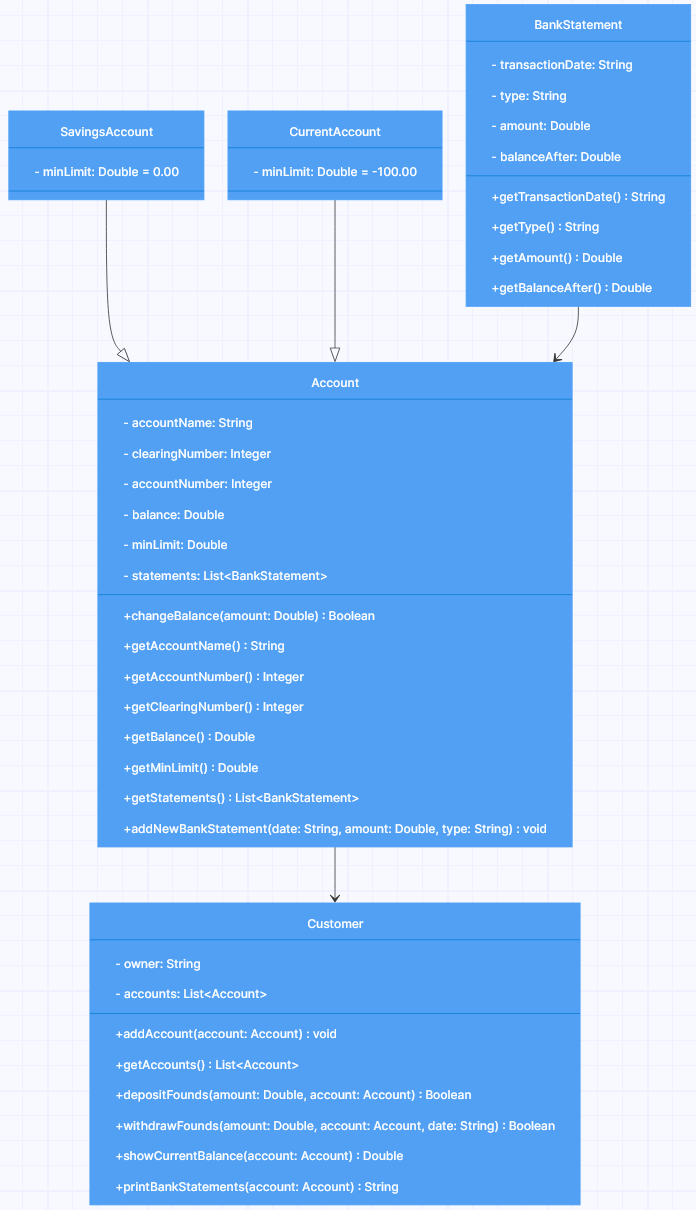 BankStatement
- transactionDate: String
- type: String
- amount: Double
- balanceAfter: Double
+getTransactionDate() : String
+getType() : String
+getAmount() : Double
+getBalanceAfter() : Double
SavingsAccount
- minLimit: Double = 0.00
CurrentAccount
- minLimit: Double = -100.00
Account
- accountName: String
- clearingNumber: Integer
- accountNumber: Integer
- balance: Double
- minLimit: Double
- statements: List<BankStatement>
+changeBalance(amount: Double) : Boolean
+getAccountName() : String
+getAccountNumber() : Integer
+getClearingNumber() : Integer
+getBalance() : Double
+getMinLimit() : Double
+getStatements() : List<BankStatement>
+addNewBankStatement(date: String, amount: Double, type: String) : void
Customer
- owner: String
- accounts: List<Account>
+addAccount(account: Account) : void
+getAccounts() : List<Account>
+depositFounds(amount: Double, account: Account) : Boolean
+withdrawFounds(amount: Double, account: Account, date: String) : Boolean
+showCurrentBalance(account: Account) : Double
+printBankStatements(account: Account) : String